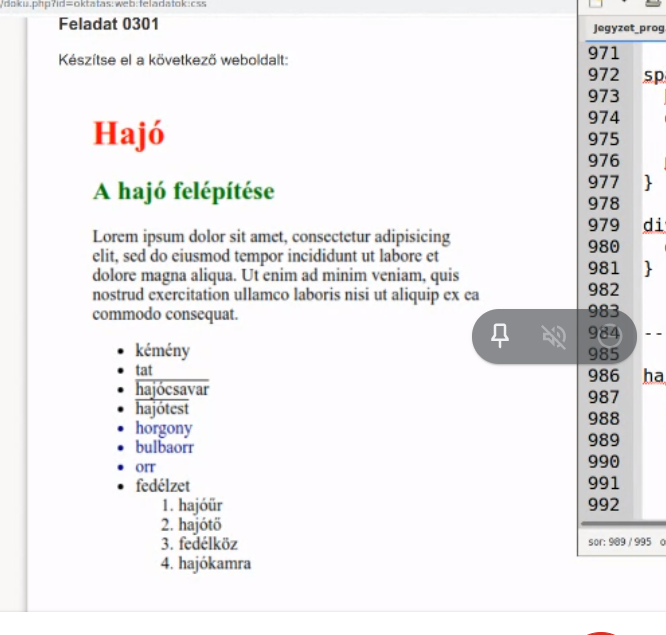 /doku.php?id=oktatas:web:feladatok:css
Feladat 0301
Készítse el a következő weboldalt:
Hajó
A hajó felépítése
Lorem ipsum dolor sit amet, consectetur adipisicing
elit, sed do eiusmod tempor incididunt ut labore et
dolore magna aliqua. Ut enim ad minim veniam, quis
nostrud exercitation ullamco laboris nisi ut aliquip ex ea
commodo consequat.
• kémény
• tat
• hajócsavar
• hajótest
• horgony
• bulbaorr
• orr
• fedélzet
1. hajóűr
2. hajótő
3. fedélköz
4. hajókamra
Jegyzet_prog
971
972 spa
973
974
975
976
977 }
978
979 di
980
981 }
982
983
984 --
985
986 ha
987
988
989
990
991
992
sor: 989 / 995